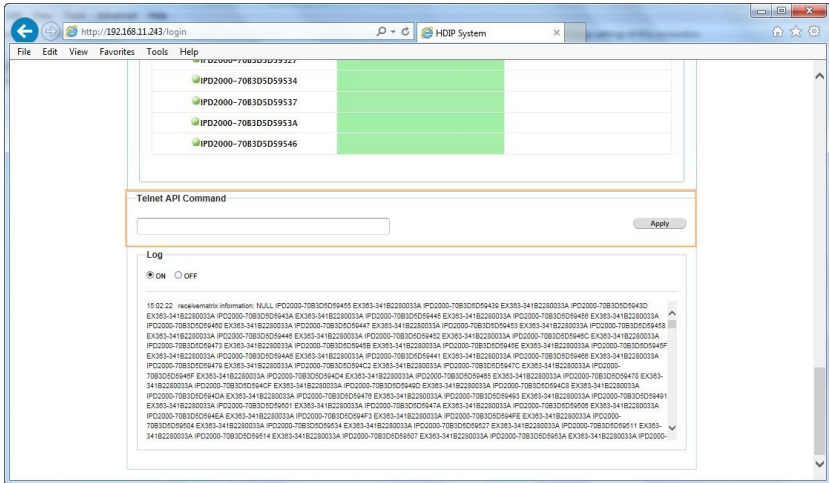 http://192.168.11.243/login
HDIP System
File Edit View Favorites Tools Help
IPD2000-70B3D5D59527
IPD2000-70B3D5D59534
IPD2000-70B3D5D59537
IPD2000-70B3D5D5953A
IPD2000-70B3D5D59546
Telnet API Command
Apply
Log
ON OFF
15:02:22 receivematrix information: NULL IPD2000-70B3D5D59455 EX363-341B2280033A IPD2000-70B3D5D59439 EX363-341B2280033A IPD2000-70B3D5D5943D
EX363-341B2280033A IPD2000-70B3D5D5943A EX363-341B2280033A IPD2000-70B3D5D59445 EX363-341B2280033A IPD2000-70B3D5D59456 EX363-341B2280033A
IPD2000-70B3D5D59460 EX363-341B2280033A IPD2000-70B3D5D59447 EX363-341B2280033A IPD2000-70B3D5D59453 EX363-341B2280033A IPD2000-70B3D5D59458
EX363-341B2280033A IPD2000-70B3D5D59446 EX363-341B2280033A IPD2000-70B3D5D59452 EX363-341B2280033A IPD2000-70B3D5D5946C EX363-341B2280033A
IPD2000-70B3D5D59473 EX363-341B2280033A IPD2000-70B3D5D5945B EX363-341B2280033A IPD2000-70B3D5D5945E EX363-341B2280033A IPD2000-70B3D5D5945F
EX363-341B2280033A IPD2000-70B3D5D594A6 EX363-341B2280033A IPD2000-70B3D5D59441 EX363-341B2280033A IPD2000-70B3D5D59466 EX363-341B2280033A
IPD2000-70B3D5D59479 EX363-341B2280033A IPD2000-70B3D5D594C2 EX363-341B2280033A IPD2000-70B3D5D5947C EX363-341B2280033A IPD2000-
70B3D5D5946F EX363-341B2280033A IPD2000-70B3D5D594D4 EX363-341B2280033A IPD2000-70B3D5D59465 EX363-341B2280033A IPD2000-70B3D5D59478 EX363-
341B2280033A IPD2000-70B3D5D594CF EX363-341B2280033A IPD2000-70B3D5D5949D EX363-341B2280033A IPD2000-70B3D5D594C8 EX363-341B2280033A
IPD2000-70B3D5D594DA EX363-341B2280033A IPD2000-70B3D5D59476 EX363-341B2280033A IPD2000-70B3D5D59493 EX363-341B2280033A IPD2000-70B3D5D59491
EX363-341B2280033A IPD2000-70B3D5D59501 EX363-341B2280033A IPD2000-70B3D5D5947A EX363-341B2280033A IPD2000-70B3D5D59505 EX363-341B2280033A
IPD2000-70B3D5D594EA EX363-341B2280033A IPD2000-70B3D5D594F3 EX363-341B2280033A IPD2000-70B3D5D594FE EX363-341B2280033A IPD2000-
70B3D5D59504 EX363-341B2280033A IPD2000-70B3D5D59534 EX363-341B2280033A IPD2000-70B3D5D59527 EX363-341B2280033A IPD2000-70B3D5D59511 EX363-
341B2280033A IPD2000-70B3D5D59514 EX363-341B2280033A IPD2000-70B3D5D59507 EX363-341B2280033A IPD2000-70B3D5D5953A EX363-341B2280033A IPD2000-